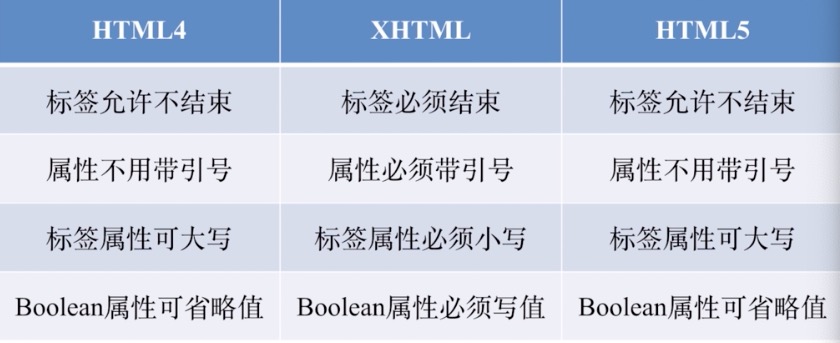 HTML4 XHTML HTML5
标签允许不结束 标签必须结束 标签允许不结束
属性不用带引号 属性必须带引号 属性不用带引号
标签属性可大写 标签属性必须小写 标签属性可大写
Boolean属性可省略值 Boolean属性必须写值 Boolean属性可省略值